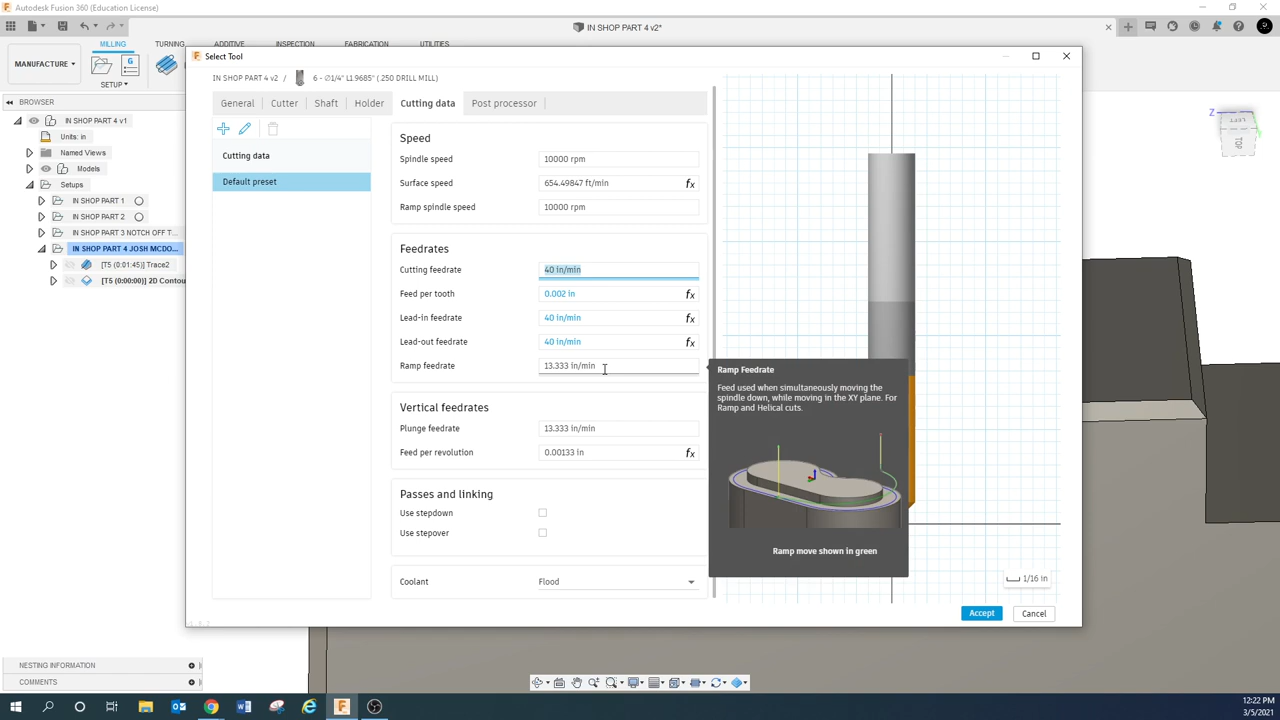 Autodesk Fusion 360 (Education License)
IN SHOP PART 4 v2*
MILLING TURNING ADDITIVE INSPECTION FABRICATION UTILITIES
MANUFACTURE
SETUP
Select Tool
IN SHOP PART 4 v2 / 6 - Ø1/4" L1.9685" (.250 DRILL MILL)
BROWSER
IN SHOP PART 4 v1
Units: in
Named Views
Models
Setups
IN SHOP PART 1
IN SHOP PART 2
IN SHOP PART 3 NOTCH OFF T...
IN SHOP PART 4 JOSH MCDO...
[T5 (0:01:45)] Trace2
[T5 (0:00:00)] 2D Contou
General Cutter Shaft Holder Cutting data Post processor
Cutting data
Default preset
Speed
Spindle speed 10000 rpm
Surface speed 654.49847 ft/min fx
Ramp spindle speed 10000 rpm
Feedrates
Cutting feedrate 40 in/min
Feed per tooth 0.002 in fx
Lead-in feedrate 40 in/min fx
Lead-out feedrate 40 in/min fx
Ramp feedrate 13.333 in/min
Vertical feedrates
Plunge feedrate 13.333 in/min
Feed per revolution 0.00133 in fx
Passes and linking
Use stepdown
Use stepover
Coolant Flood
Ramp Feedrate
Feed used when simultaneously moving the
spindle down, while moving in the XY plane. For
Ramp and Helical cuts.
Ramp move shown in green
1/16 in
Accept Cancel
Z
LEFT
TOP
NESTING INFORMATION
COMMENTS
12:22 PM
3/5/2021